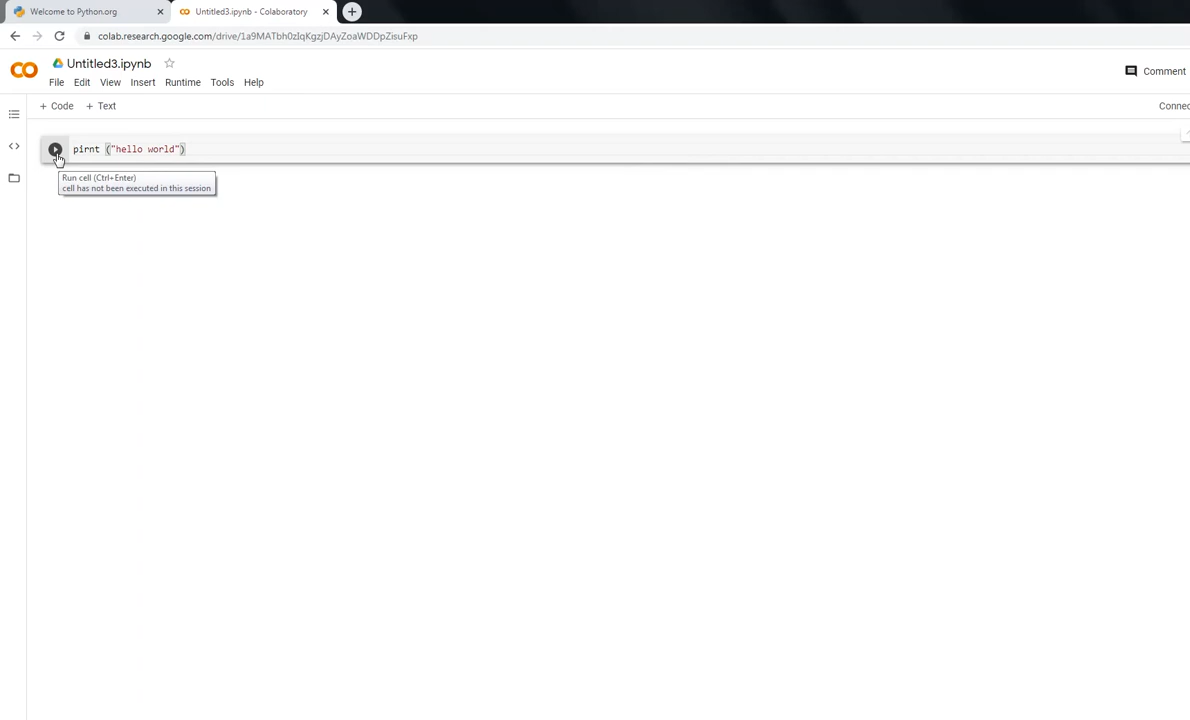 Welcome to Python.org
Untitled3.ipynb - Colaboratory
colab.research.google.com/drive/1a9MATbh0zIqKgzjDAyZoaWDDpZisuFxp
Untitled3.ipynb
File Edit View Insert Runtime Tools Help
Comment
+ Code + Text
Connec
pirnt ("hello world")
Run cell (Ctrl+Enter)
cell has not been executed in this session